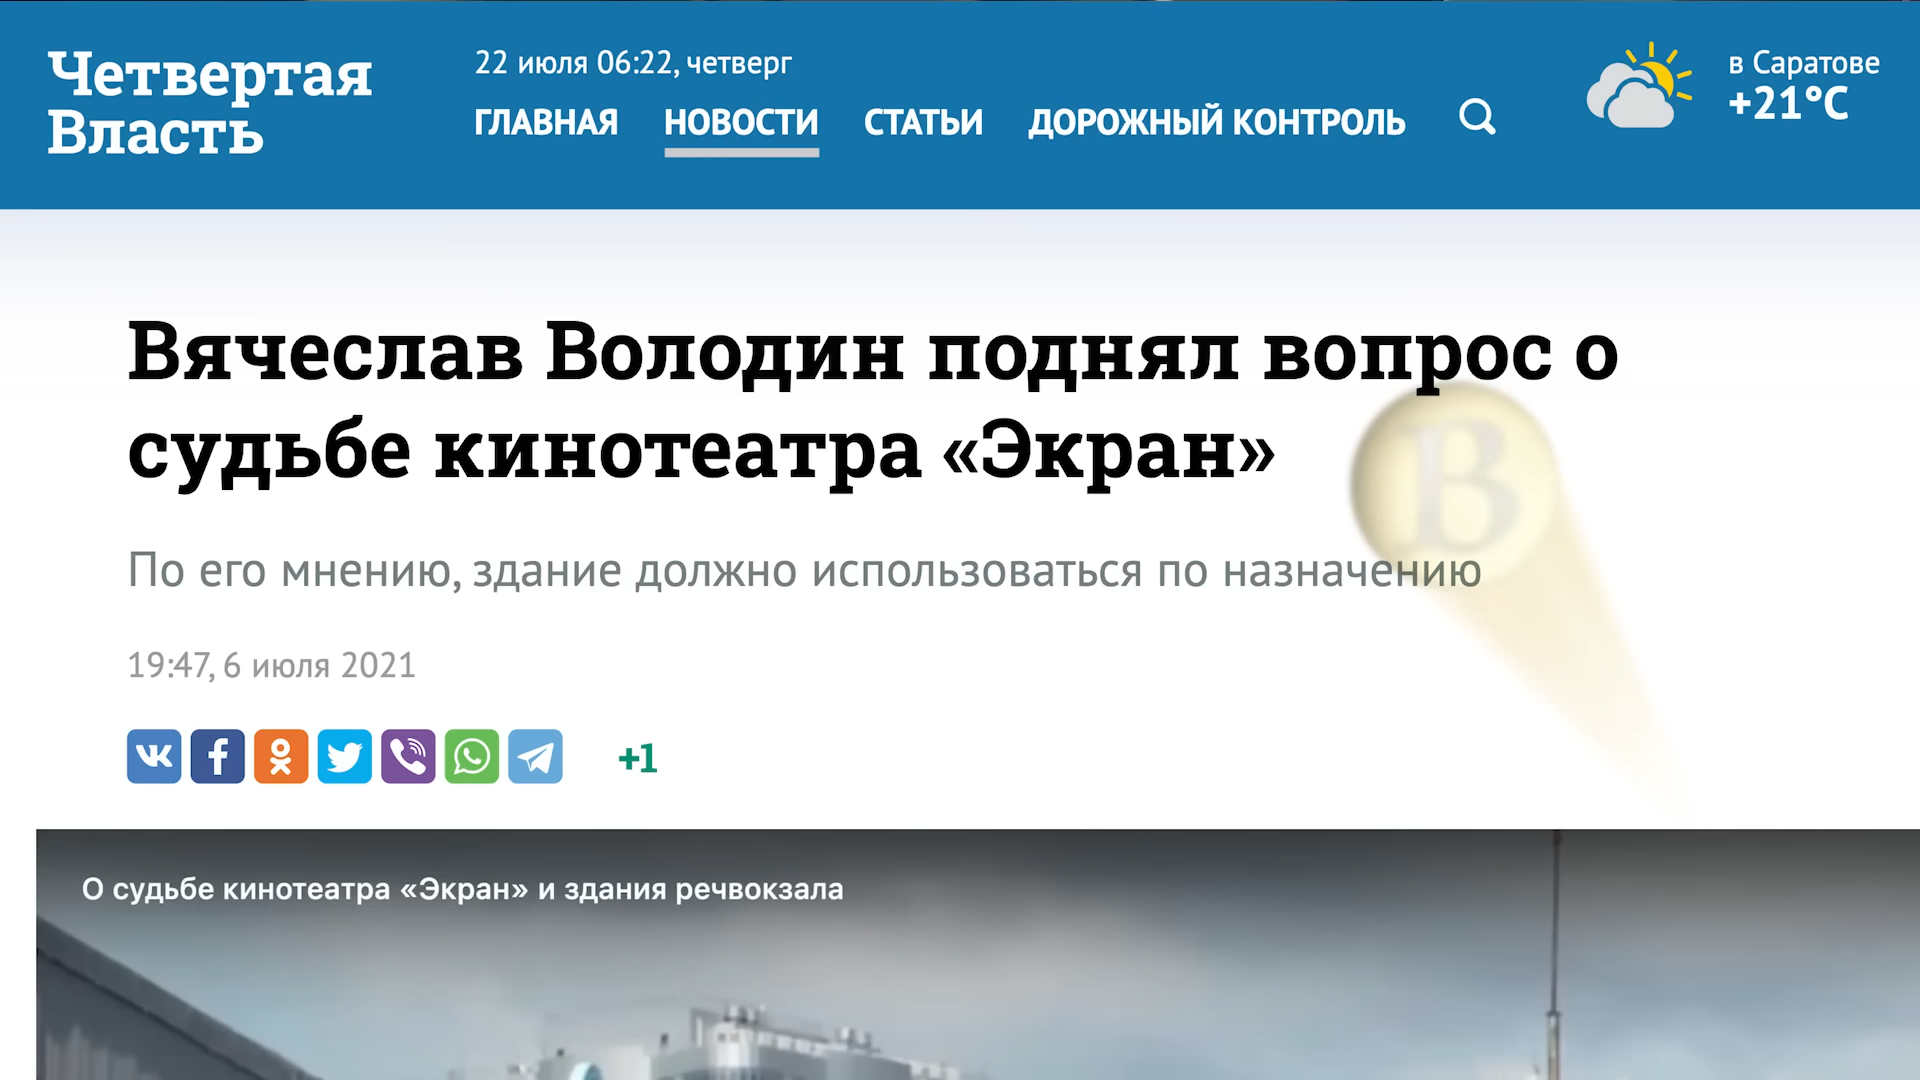 Четвертая
Власть
22 июля 06:22, четверг
ГЛАВНАЯ НОВОСТИ СТАТЬИ ДОРОЖНЫЙ КОНТРОЛЬ
в Саратове
+21°C
Вячеслав Володин поднял вопрос о
судьбе кинотеатра «Экран»
В
По его мнению, здание должно использоваться по назначению
19:47, 6 июля 2021
+1
О судьбе кинотеатра «Экран» и здания речвокзала